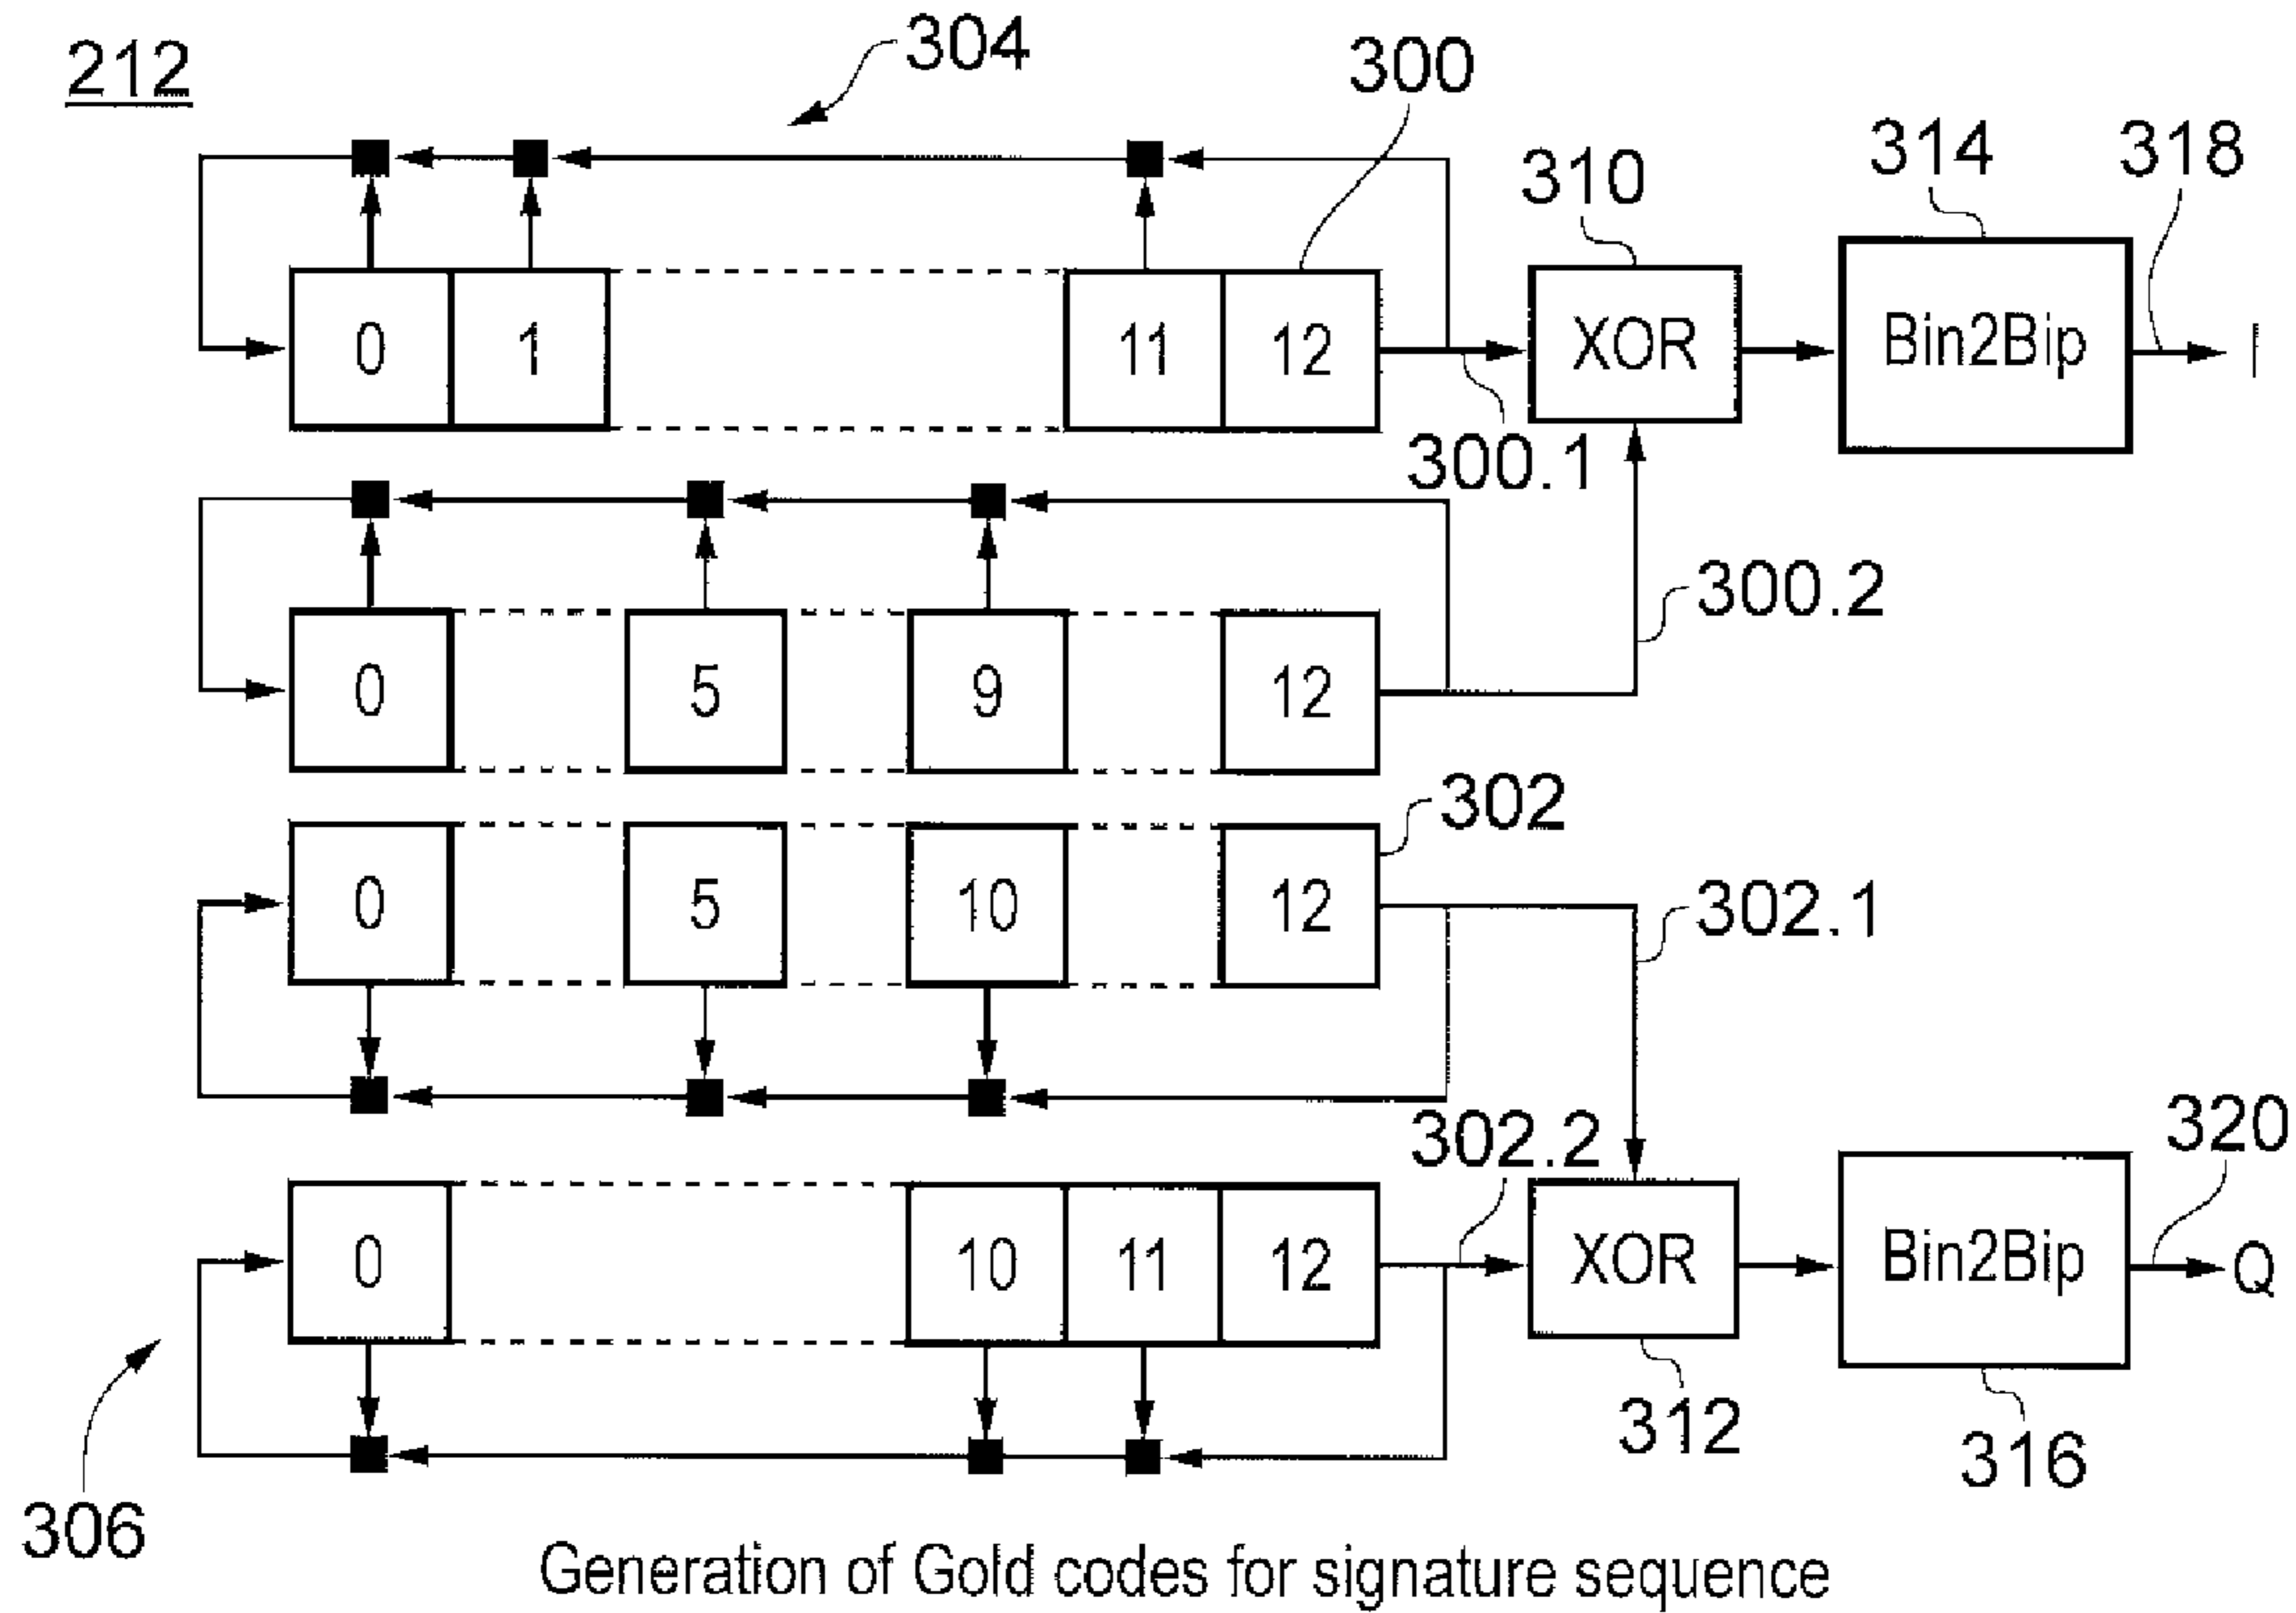 212
304
300
310
314
318
0 1 11 12
XOR
Bin2Bip
I
300.1
300.2
0 5 9 12
302
0 5 10 12
302.1
302.2
320
0 10 11 12
XOR
Bin2Bip
Q
306
312
316
Generation of Gold codes for signature sequence